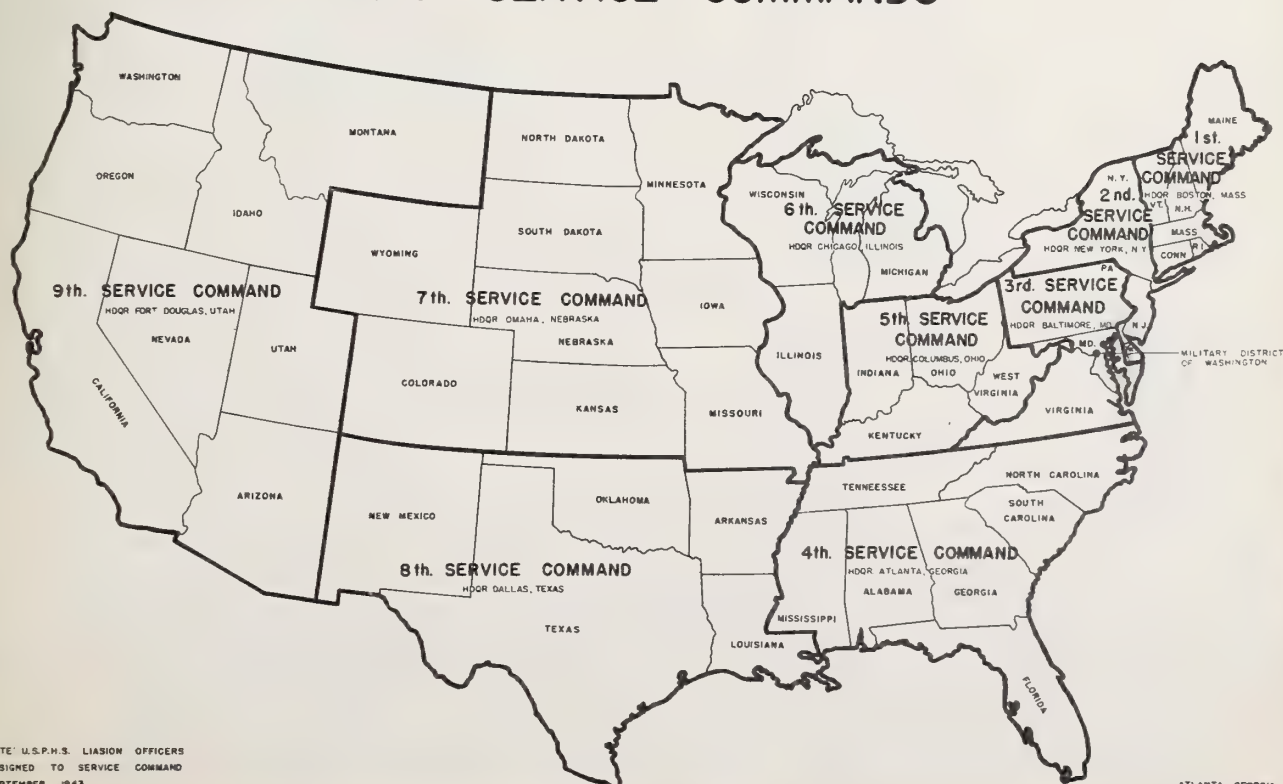 SERVICE COMMANDS
WASHINGTON
MONTANA
NORTH DAKOTA
MINNESOTA
OREGON
IDAHO
SOUTH DAKOTA
WYOMING
WISCONSIN
6th. SERVICE
COMMAND
HDQR CHICAGO, ILLINOIS
MICHIGAN
MAINE
1st.
SERVICE
COMMAND
HDQR BOSTON, MASS
VT.
N.H.
MASS
CONN
R.I.
N.Y.
2nd.
SERVICE
COMMAND
HDQR NEW YORK, N.Y.
PA
3rd. SERVICE
COMMAND
HDQR BALTIMORE, MD.
N.J.
MD.
MILITARY DISTRICT
OF WASHINGTON
9th. SERVICE COMMAND
HDQR FORT DOUGLAS, UTAH
NEVADA
UTAH
CALIFORNIA
7th. SERVICE COMMAND
HDQR OMAHA, NEBRASKA
NEBRASKA
IOWA
COLORADO
KANSAS
MISSOURI
ILLINOIS
5th. SERVICE
COMMAND
HDQR COLUMBUS, OHIO
INDIANA
OHIO
WEST
VIRGINIA
VIRGINIA
KENTUCKY
ARIZONA
NEW MEXICO
OKLAHOMA
ARKANSAS
TENNEESSEE
NORTH CAROLINA
SOUTH
CAROLINA
8th. SERVICE COMMAND
HDQR DALLAS, TEXAS
TEXAS
LOUISIANA
4th. SERVICE COMMAND
HDQR ATLANTA, GEORGIA
MISSISSIPPI
ALABAMA
GEORGIA
FLORIDA
U.S.P.H.S. LIASION OFFICERS
TO SERVICE COMMAND
1943